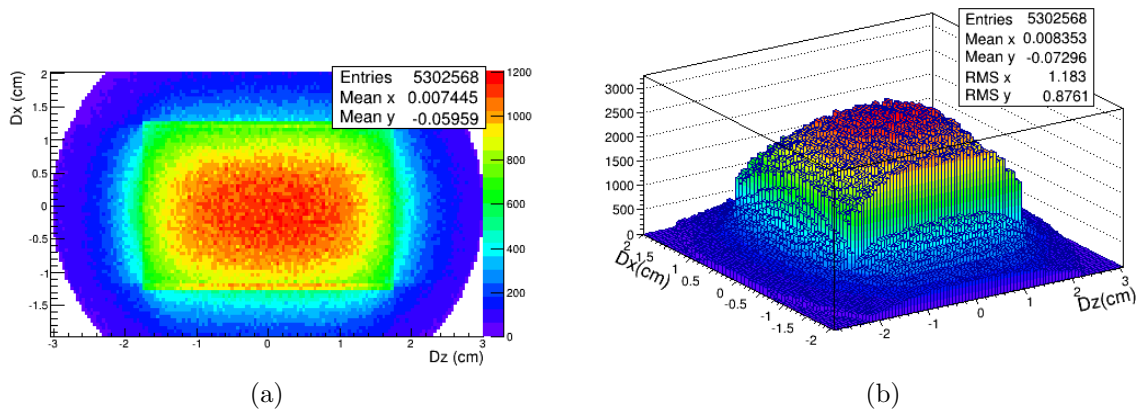 Entries 5302568
Mean x 0.007445
Mean y -0.05959
Dx (cm)
2
1.5
1
0.5
0
-0.5
-1
-1.5
-3 -2 -1 0 1 2 3
Dz (cm)
1200
1000
800
600
400
200
0
(a)
Entries 5302568
Mean x 0.008353
Mean y -0.07296
RMS x 1.183
RMS y 0.8761
3000
2500
2000
1500
1000
500
0
2 1.5 1 0.5 0 -0.5 -1 -1.5 -2
Dx(cm)
-2 -1 0 1 2 3
Dz(cm)
(b)